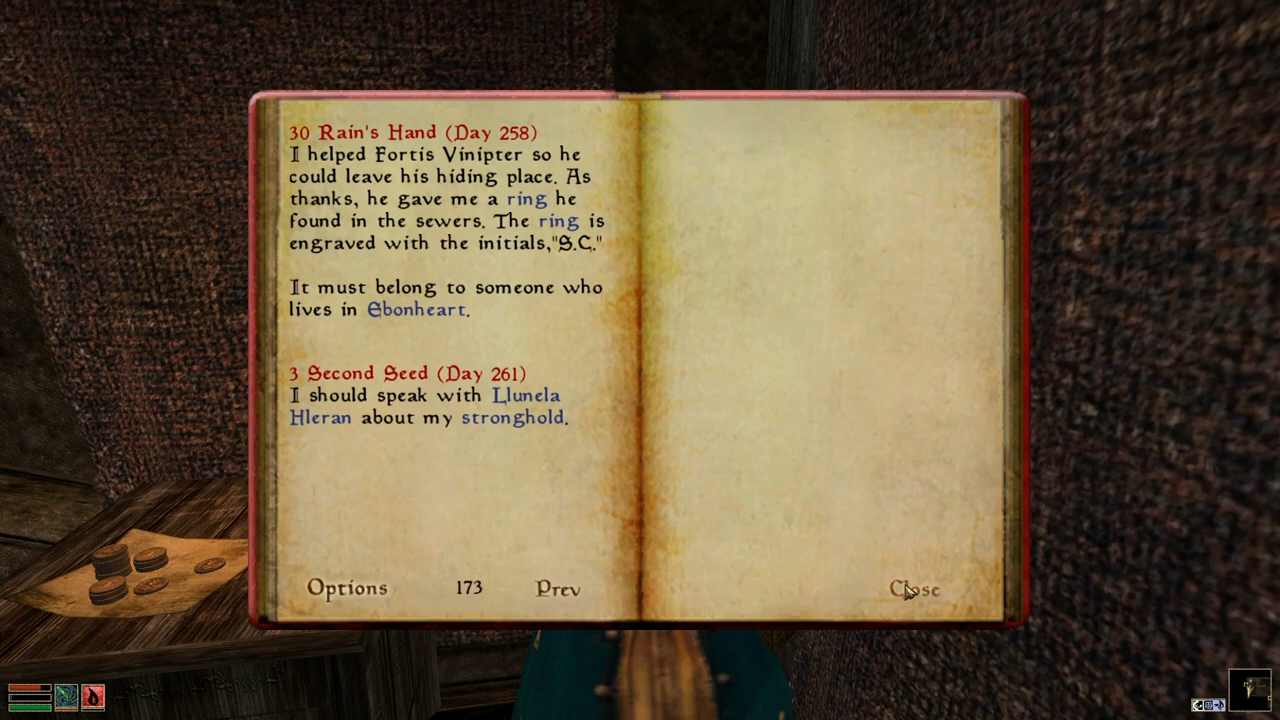 30 Rain's Hand (Day 258)
I helped Fortis Vinipter so he
could leave his hiding place. As
thanks, he gave me a ring he
found in the sewers. The ring is
engraved with the initials,"S.C."
It must belong to someone who
lives in Ebonheart.
3 Second Seed (Day 261)
I should speak with Llunela
Hleran about my stronghold.
Options 173 Prev Close